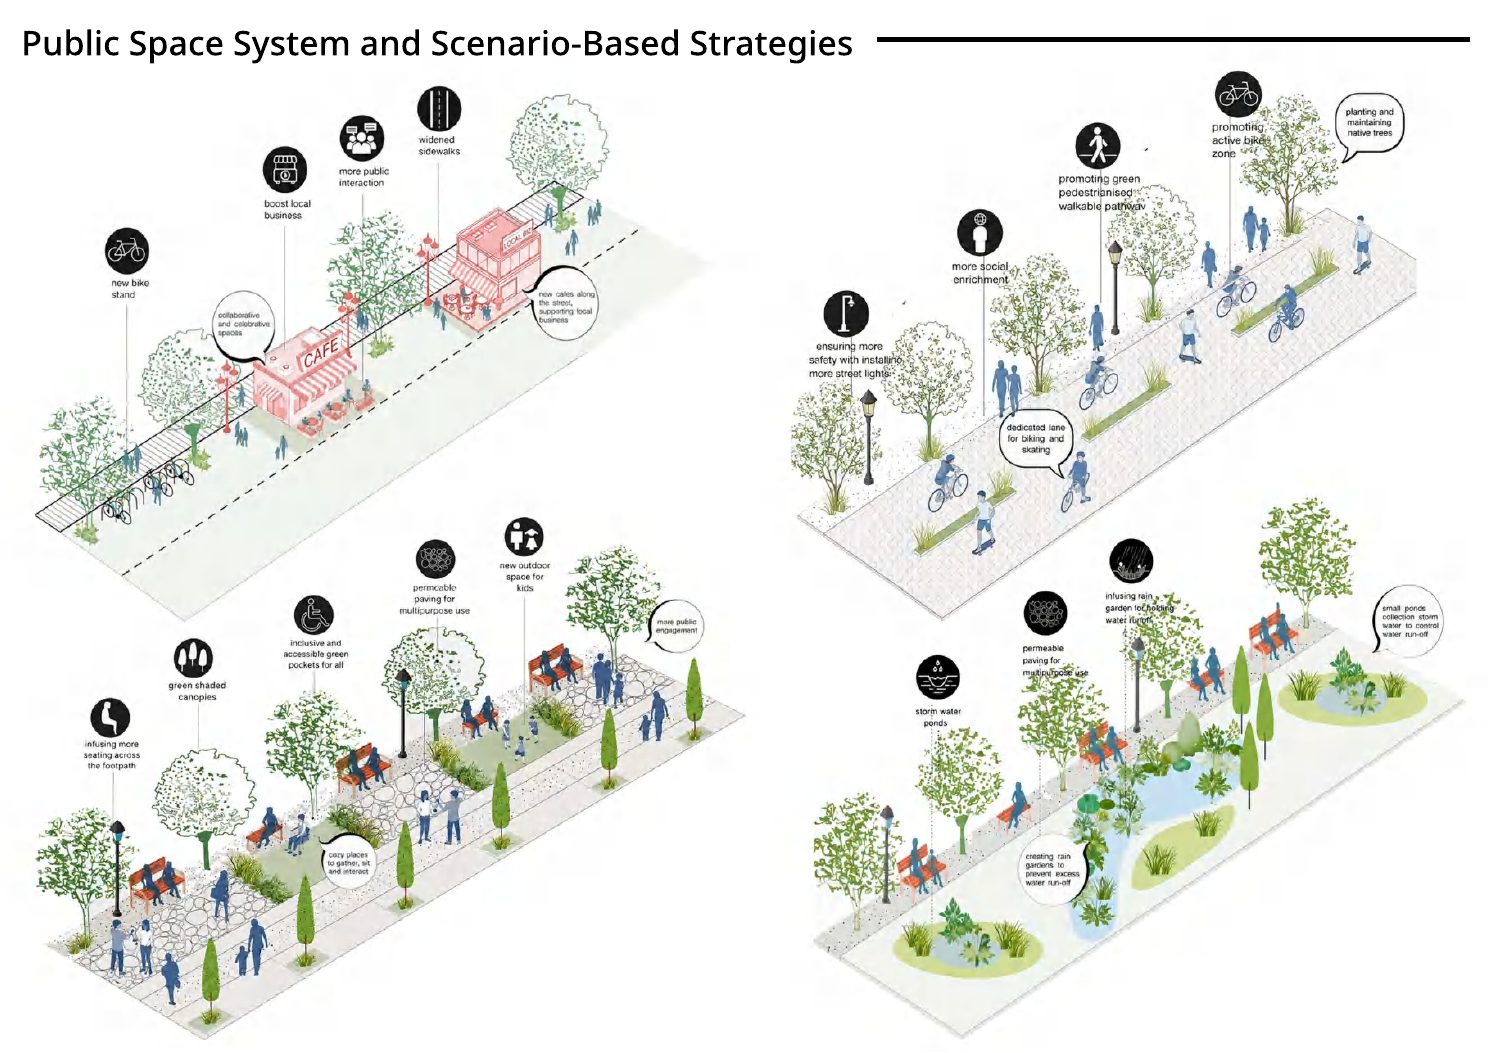 Public Space System and Scenario-Based Strategies
widened
sidewalks
more public
interaction
boost local
business
new bike
stand
collaborative
and celebrative
spaces
CAFE
LOCAL BIZ
new cafes along
the street,
supporting local
business
promoting
active bike
zone
planting and
maintaining
native trees
promoting green
pedestrianised
walkable pathway
more social
enrichment
ensuring more
safety with installing
more street lights
dedicated lane
for biking and
skating
new outdoor
space for
kids
permeable
paving for
multipurpose use
inclusive and
accessible green
pockets for all
green shaded
canopies
infusing more
seating across
the footpath
more public
engagement
cozy places
to gather, sit
and interact
infusing rain
garden for holding
water runoff
permeable
paving for
multipurpose use
storm water
ponds
small ponds
collection storm
water to control
water run-off
creating rain
gardens to
prevent excess
water run-off